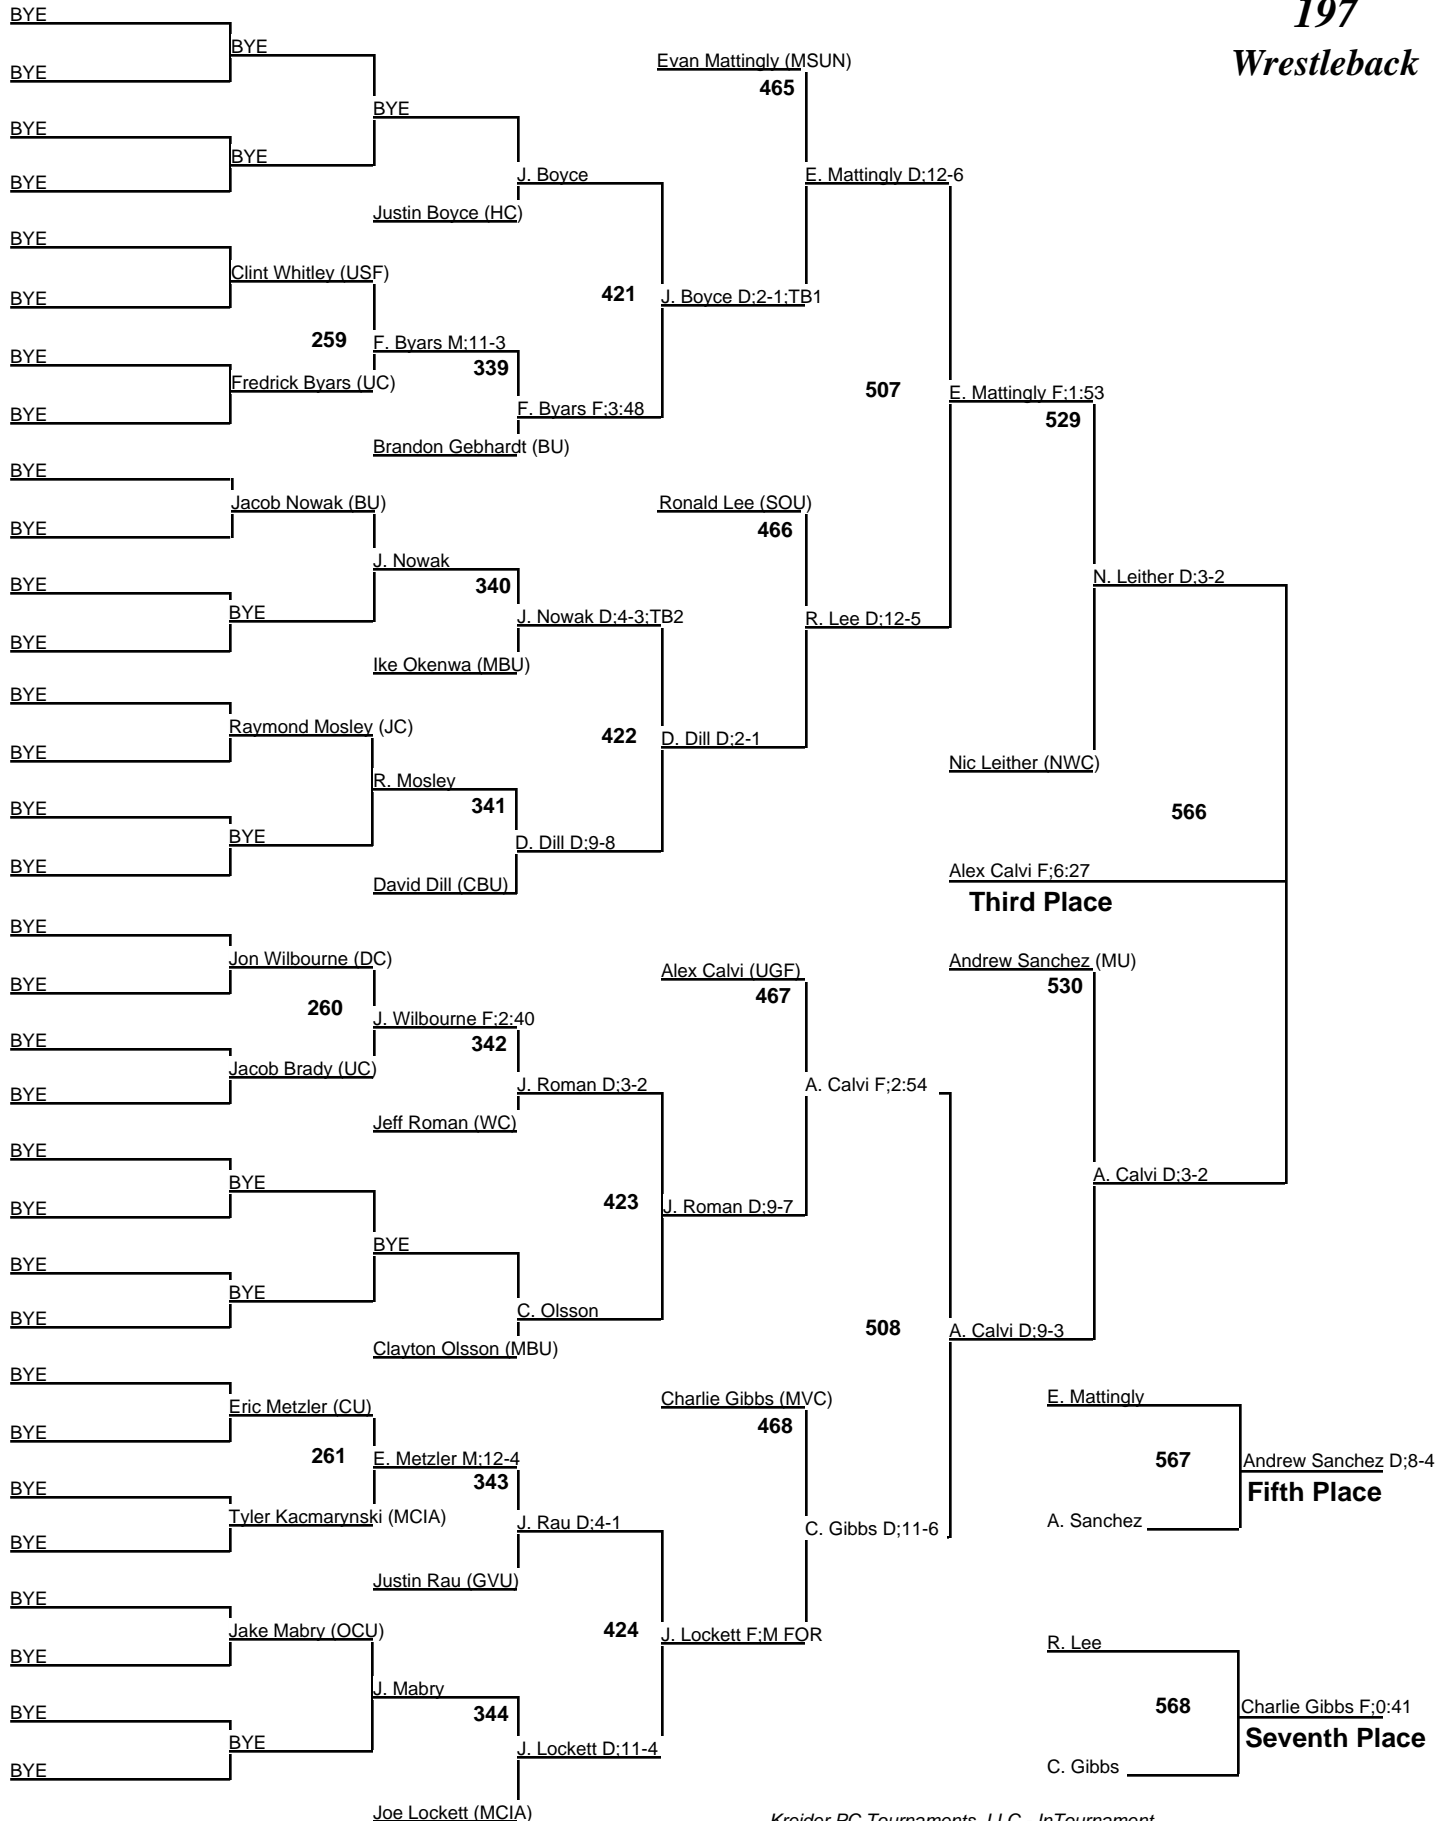 BYE
197
BYE
Evan Mattingly (MSUN)
Wrestleback
BYE
465
BYE
BYE
BYE
J. Boyce
E. Mattingly D;12-6
BYE
Justin Boyce (HC)
BYE
Clint Whitley (USF)
421
J. Boyce D;2-1;TB1
BYE
259
F. Byars M;11-3
BYE
339
Fredrick Byars (UC)
507
E. Mattingly F;1:53
BYE
F. Byars F;3:48
529
Brandon Gebhardt (BU)
BYE
Jacob Nowak (BU)
Ronald Lee (SOU)
BYE
466
J. Nowak
N. Leither D;3-2
BYE
340
BYE
J. Nowak D;4-3;TB2
R. Lee D;12-5
BYE
Ike Okenwa (MBU)
BYE
Raymond Mosley (JC)
422
D. Dill D;2-1
BYE
Nic Leither (NWC)
R. Mosley
BYE
341
566
BYE
D. Dill D;9-8
BYE
Alex Calvi F;6:27
David Dill (CBU)
Third Place
BYE
Jon Wilbourne (DC)
Andrew Sanchez (MU)
BYE
Alex Calvi (UGF)
530
467
260
J. Wilbourne F;2:40
BYE
342
Jacob Brady (UC)
J. Roman D;3-2
A. Calvi F;2:54
BYE
Jeff Roman (WC)
BYE
BYE
A. Calvi D;3-2
BYE
423
J. Roman D;9-7
BYE
BYE
BYE
C. Olsson
BYE
508
A. Calvi D;9-3
Clayton Olsson (MBU)
BYE
Eric Metzler (CU)
Charlie Gibbs (MVC)
E. Mattingly
BYE
468
261
E. Metzler M;12-4
567
Andrew Sanchez D;8-4
BYE
343
Fifth Place
Tyler Kacmarynski (MCIA)
J. Rau D;4-1
A. Sanchez
BYE
C. Gibbs D;11-6
Justin Rau (GVU)
BYE
Jake Mabry (OCU)
424
J. Lockett F;M FOR
BYE
R. Lee
J. Mabry
BYE
344
568
Charlie Gibbs F;0:41
BYE
J. Lockett D;11-4
Seventh Place
BYE
C. Gibbs
Joe Lockett (MCIA)
Kreider PC Tournaments, LLC - InTournament